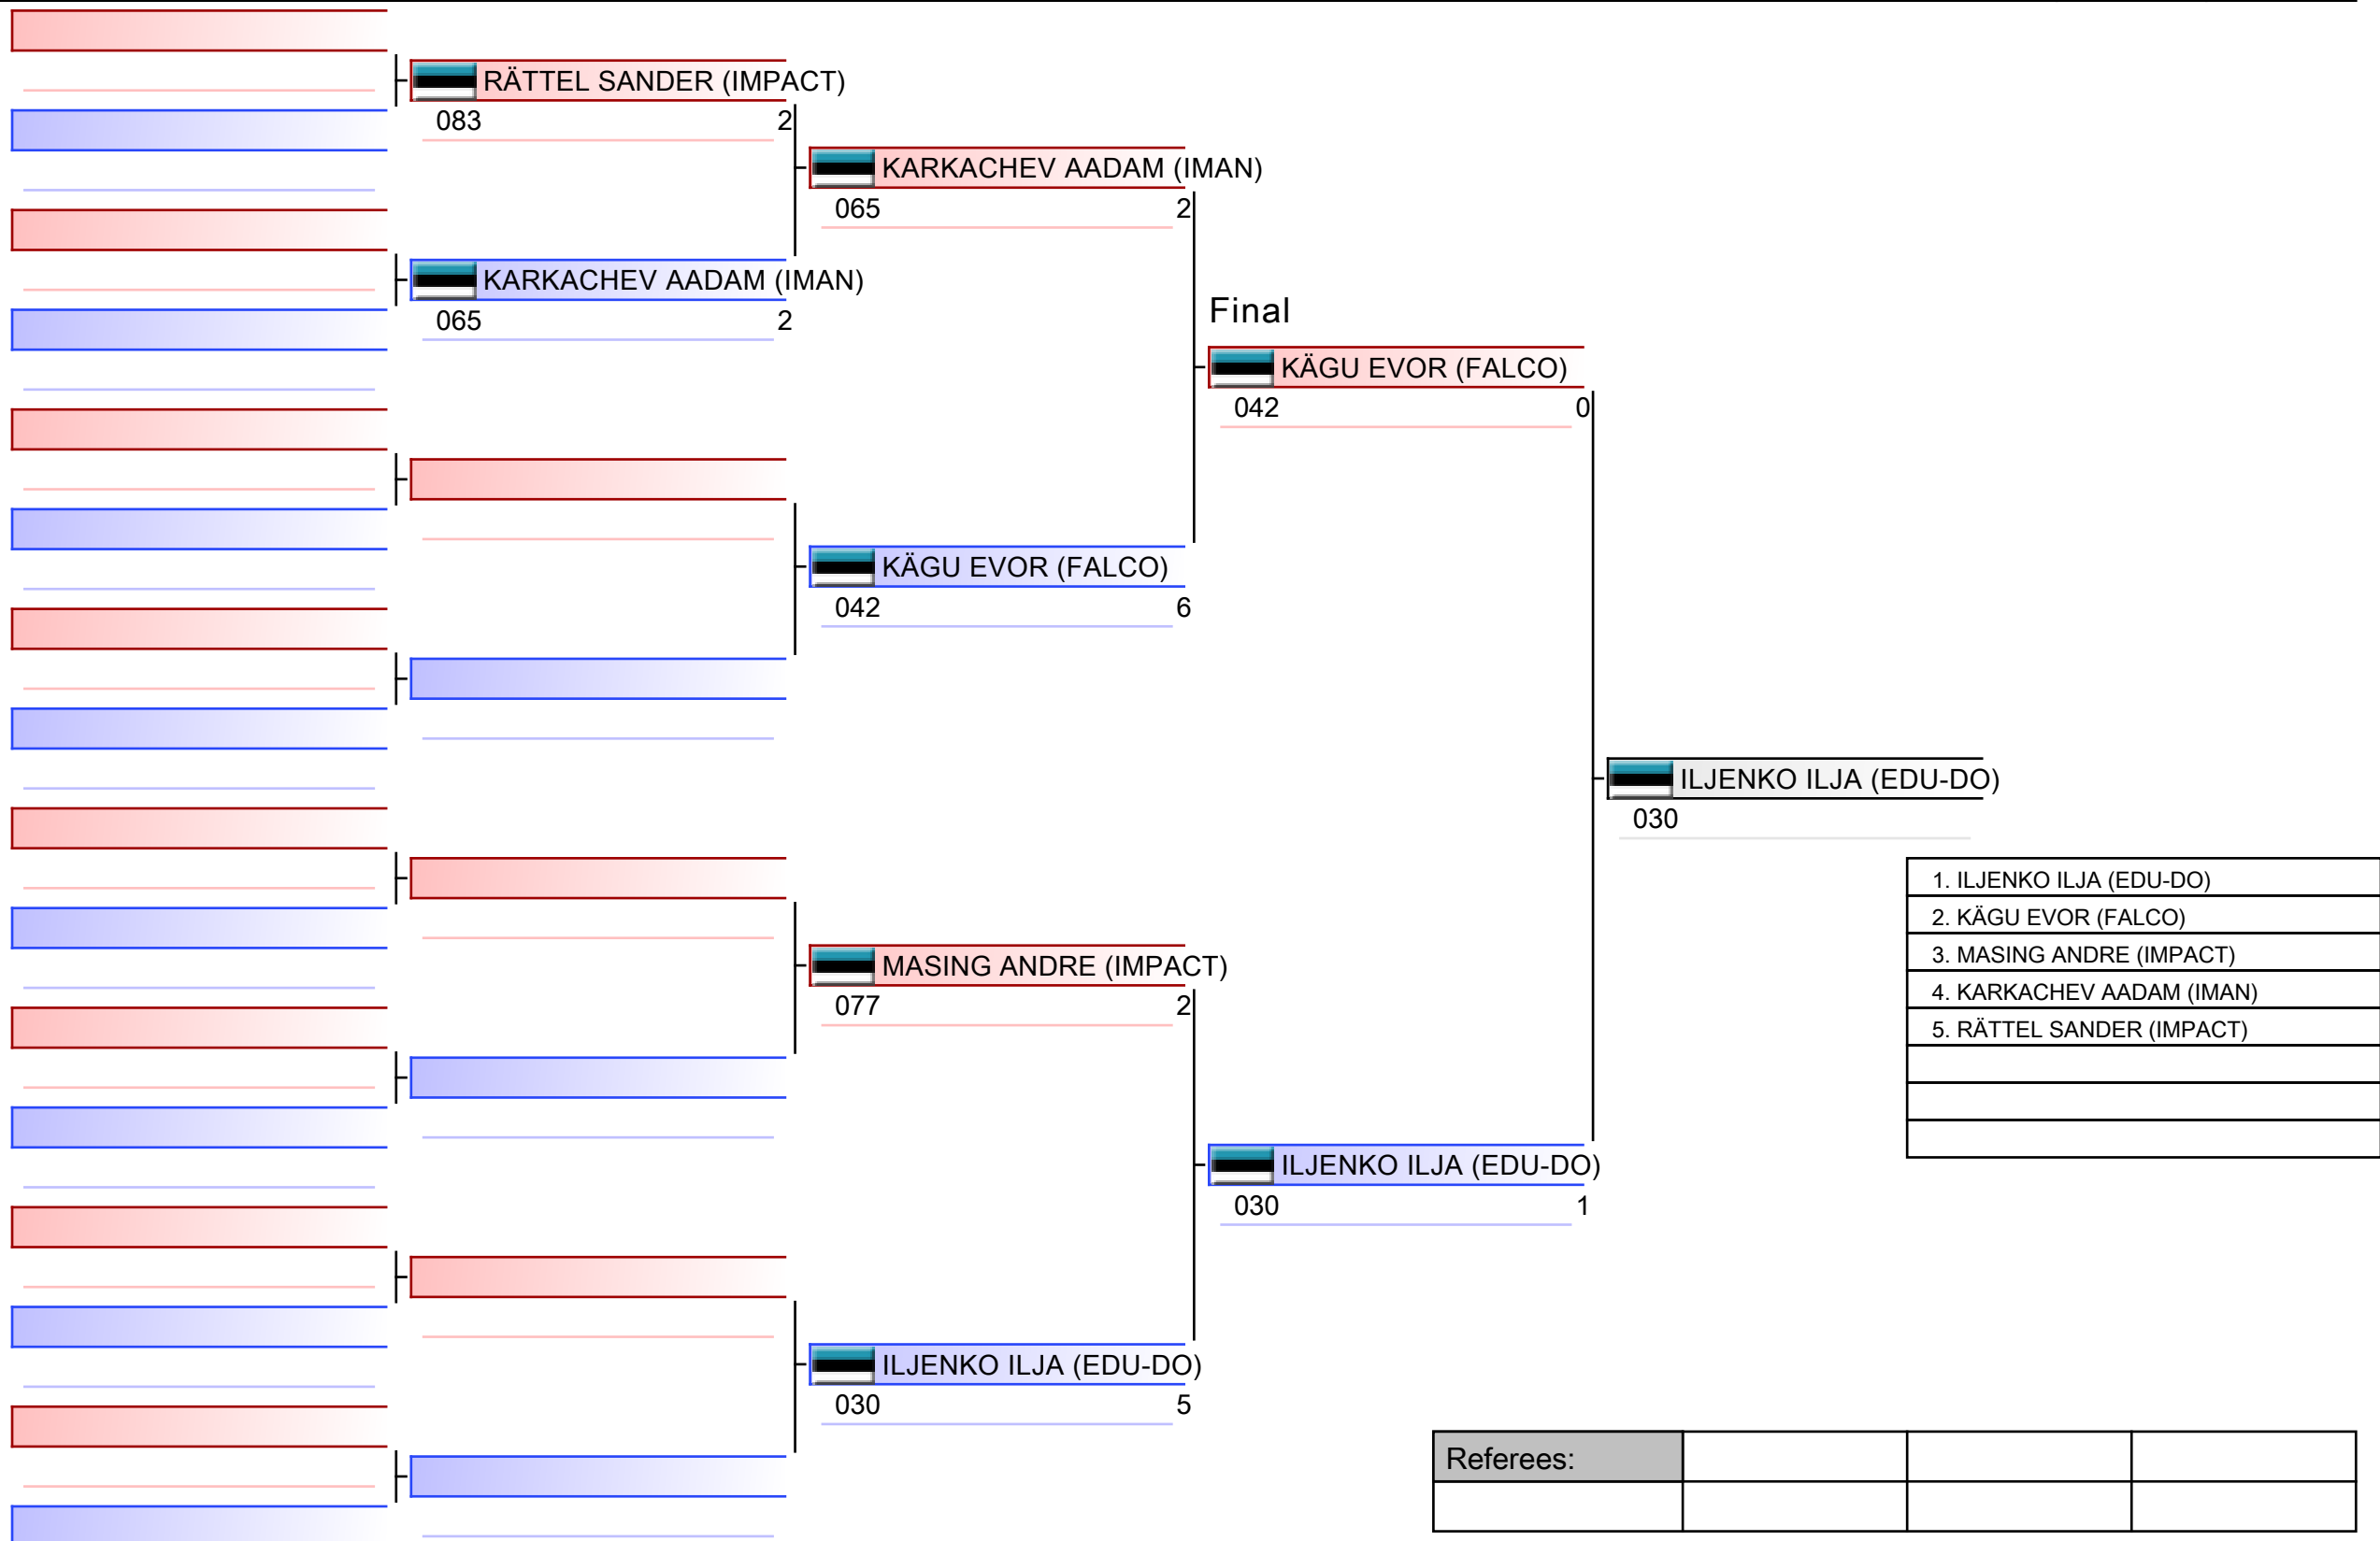 RÄTTEL SANDER (IMPACT)
083 2
KARKACHEV AADAM (IMAN)
065 2
KARKACHEV AADAM (IMAN)
065 2
Final
KÄGU EVOR (FALCO)
042 0
KÄGU EVOR (FALCO)
042 6
ILJENKO ILJA (EDU-DO)
030
1. ILJENKO ILJA (EDU-DO)
2. KÄGU EVOR (FALCO)
3. MASING ANDRE (IMPACT)
4. KARKACHEV AADAM (IMAN)
5. RÄTTEL SANDER (IMPACT)
MASING ANDRE (IMPACT)
077 2
ILJENKO ILJA (EDU-DO)
030 1
ILJENKO ILJA (EDU-DO)
030 5
Referees: